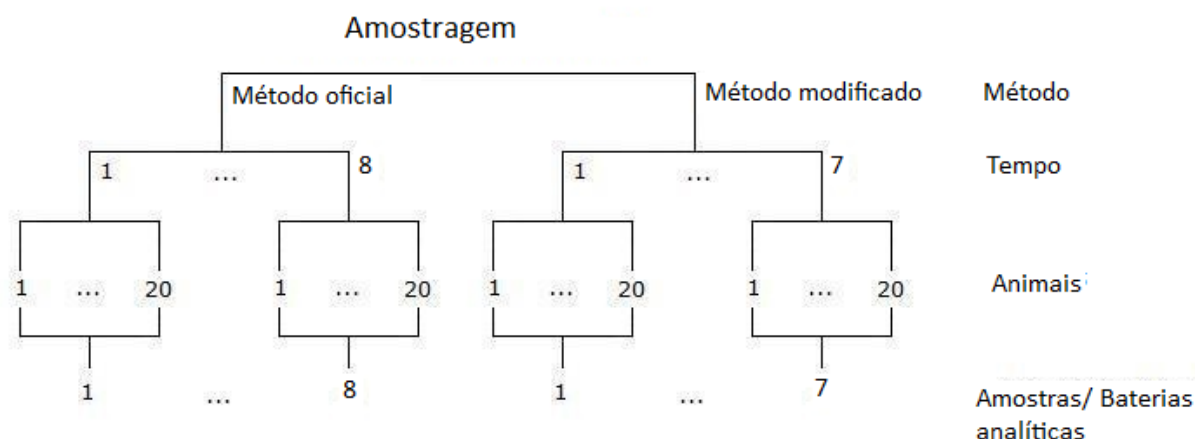 Amostragem
Método oficial Método modificado Método
1 ... 8 1 ... 7 Tempo
1 ... 20 1 ... 20 1 ... 20 1 ... 20 Animais
1 ... 8 1 ... 7 Amostras/ Baterias
analíticas